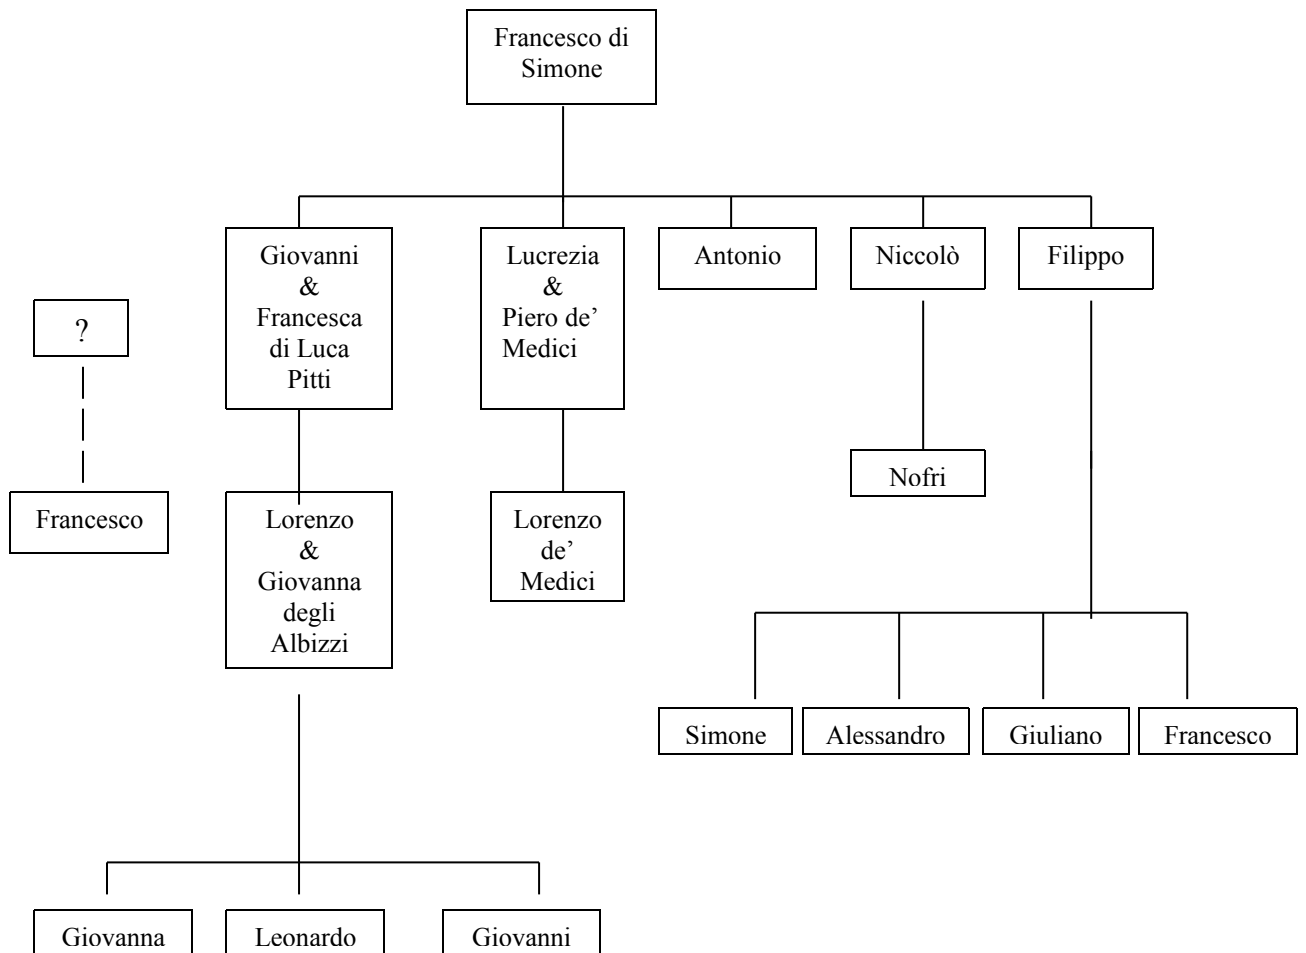 Francesco di
Simone
Giovanni
&
Francesca
di Luca
Pitti
Lucrezia
&
Piero de’
Medici
Antonio
Niccolò
Filippo
?
Francesco
Lorenzo
&
Giovanna
degli
Albizzi
Lorenzo
de’
Medici
Nofri
Simone
Alessandro
Giuliano
Francesco
Giovanna
Leonardo
Giovanni